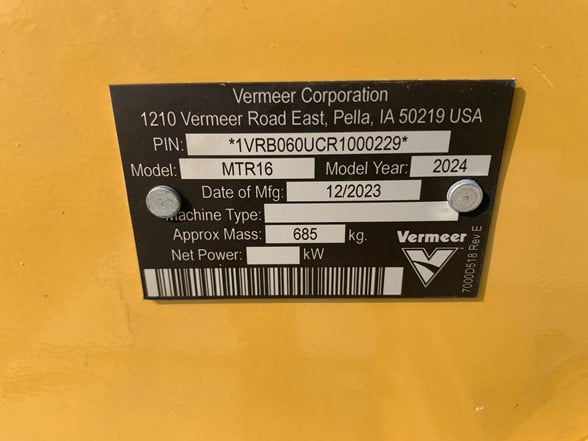 Vermeer Corporation
1210 Vermeer Road East, Pella, IA 50219 USA
PIN: *1VRB060UCR1000229*
Model: MTR16 Model Year: 2024
Date of Mfg: 12/2023
Machine Type:
Approx Mass: 685 kg.
Net Power: kW
Vermeer
7000D518 Rev E